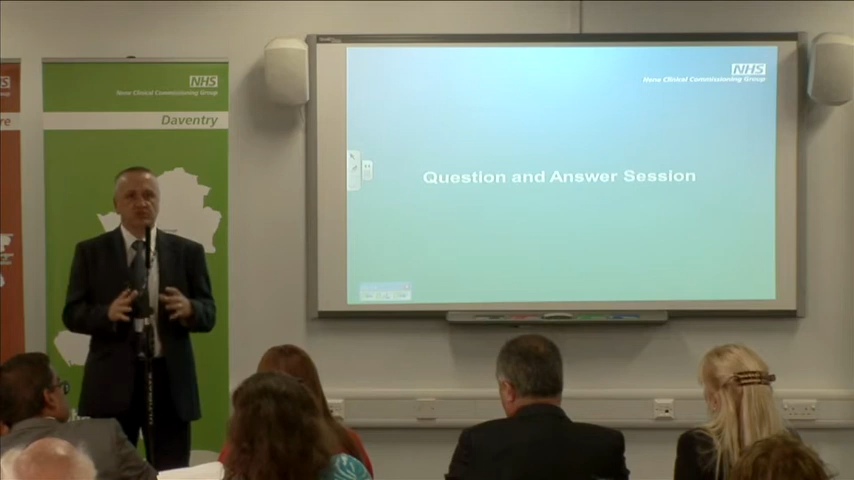 NHS
Nene Clinical Commissioning Group
Daventry
NHS
Nene Clinical Commissioning Group
Question and Answer Session